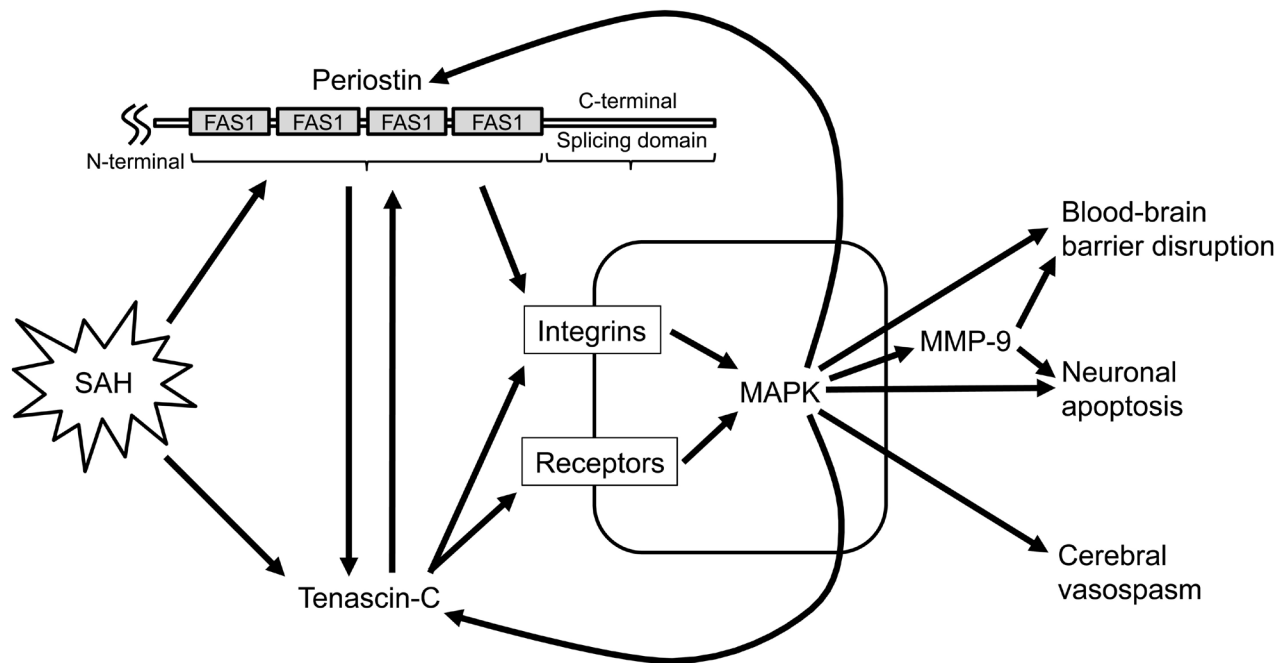 Periostin
C-terminal
FAS1 FAS1 FAS1 FAS1
N-terminal
Splicing domain
SAH
Integrins
Receptors
MAPK
MMP-9
Blood-brain
barrier disruption
Neuronal
apoptosis
Cerebral
vasospasm
Tenascin-C